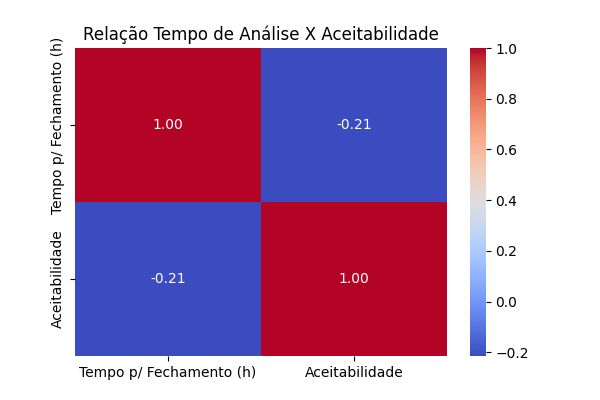 Relação Tempo de Análise X Aceitabilidade
Tempo p/ Fechamento (h)
Aceitabilidade
1.00
-0.21
-0.21
1.00
Tempo p/ Fechamento (h)
Aceitabilidade
1.0
0.8
0.6
0.4
0.2
0.0
−0.2